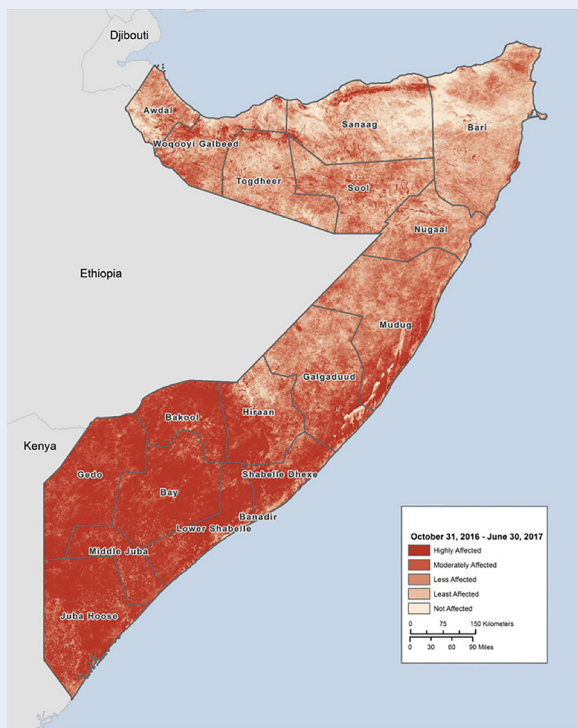 Djibouti
Awdal
Sanaag
Bari
Woqooyi Galbeed
Togdheer
Sool
Nugaal
Ethiopia
Mudug
Galgaduud
Hiraan
Bakool
Kenya
Gedo
Shabelle Dhexe
Bay
Banadir
Lower Shabelle
Middle Juba
Juba Hoose
October 31, 2016 - June 30, 2017
Highly Affected
Moderately Affected
Less Affected
Least Affected
Not Affected
0 75 150 Kilometers
0 30 60 90 Miles